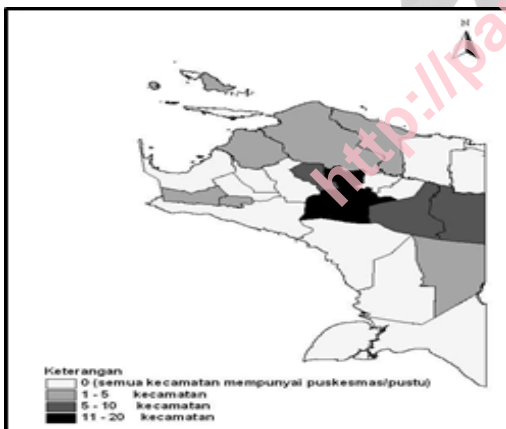 N
http://pa
Keterangan
0 (semua kecamatan mempunyai puskesmas/pustu)
1 - 5 kecamatan
5 - 10 kecamatan
11 - 20 kecamatan